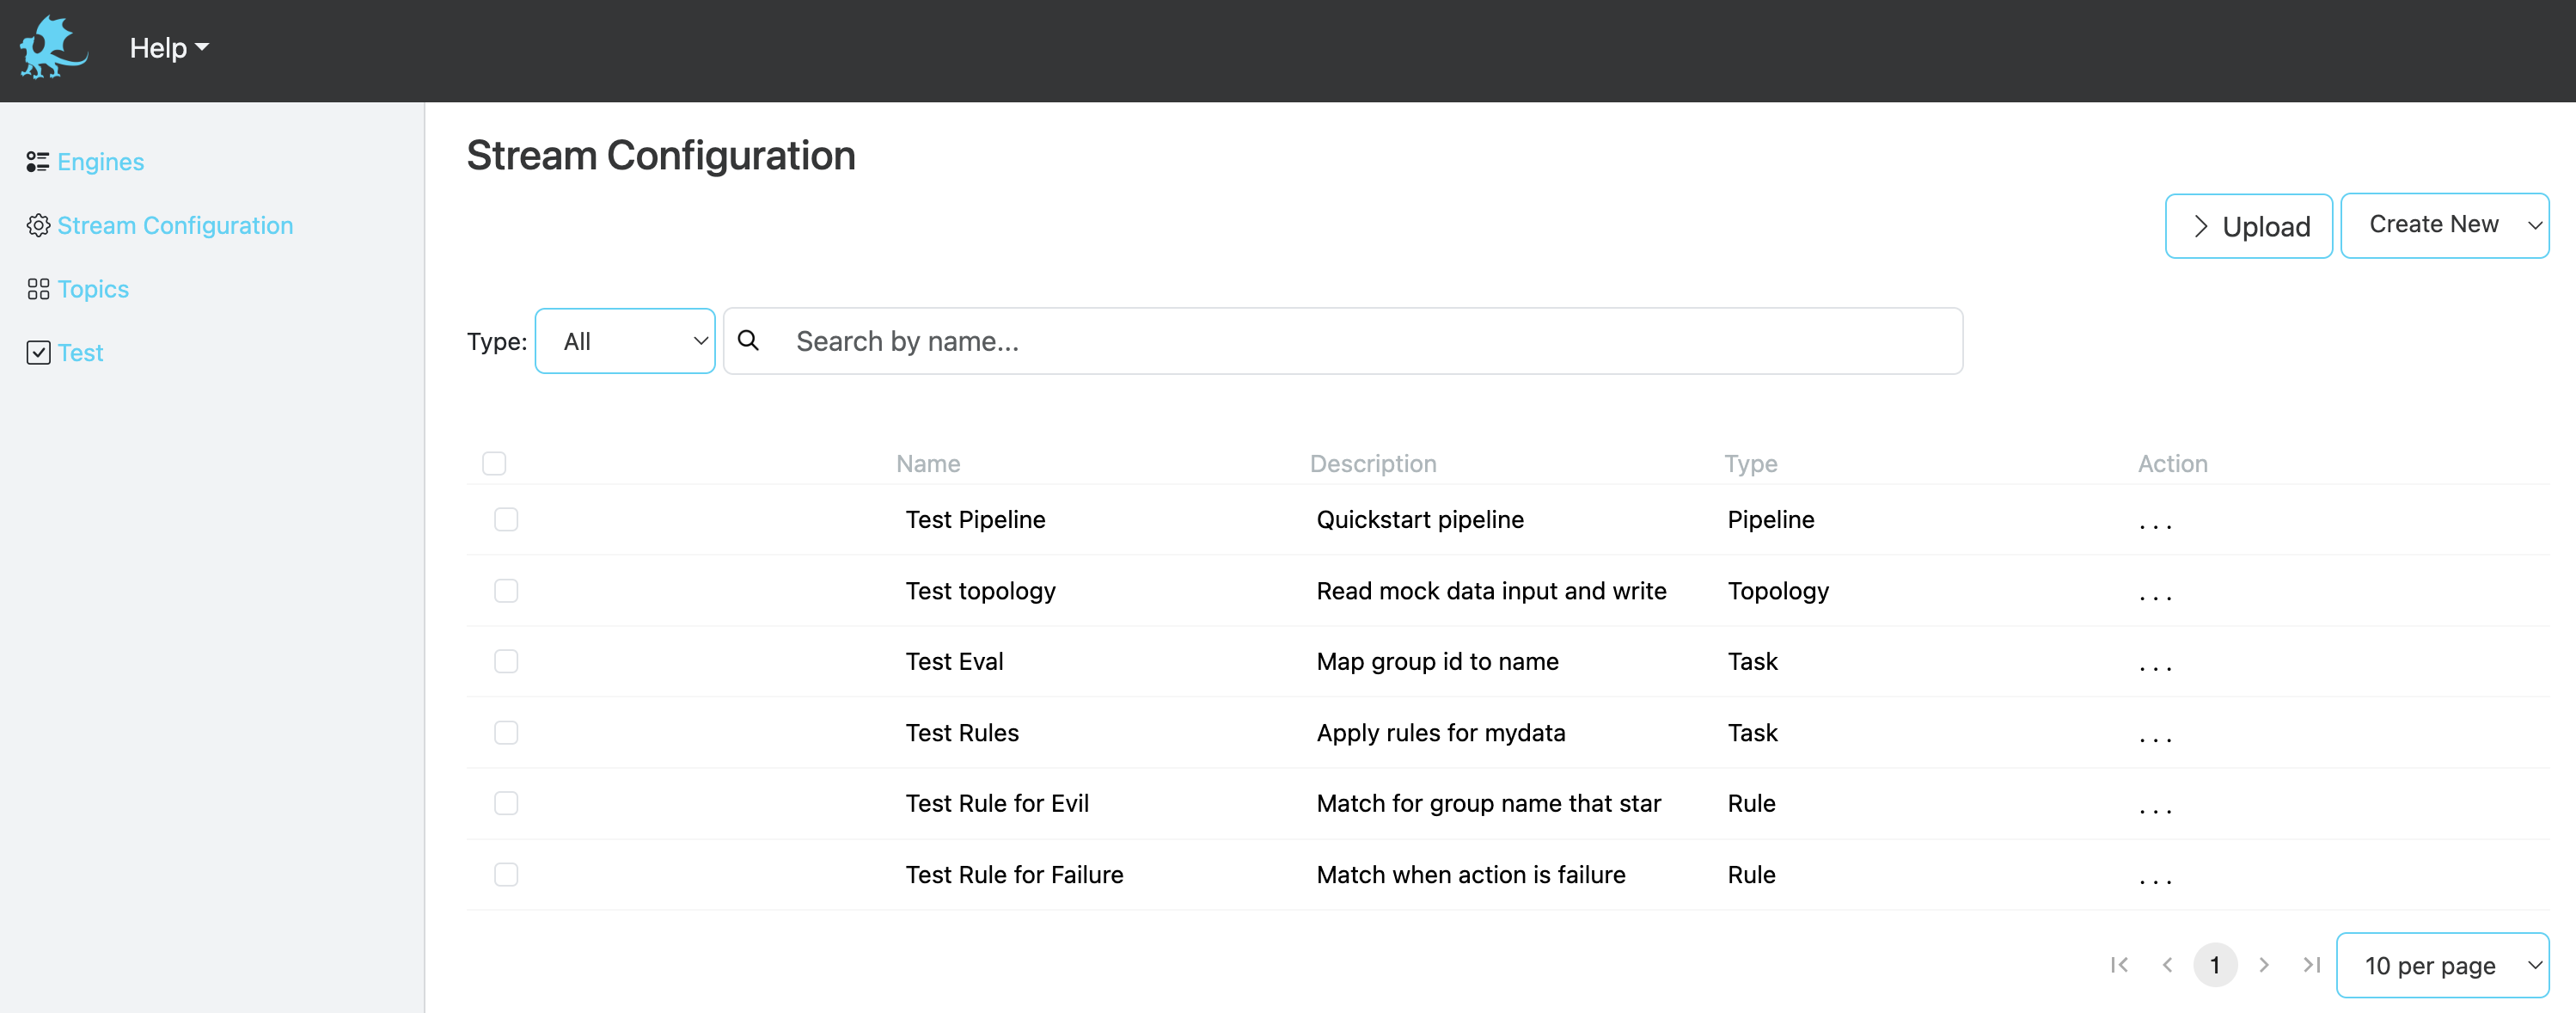 Help
Engines
Stream Configuration
Topics
Test
Stream Configuration
Upload
Create New
Type: All Search by name...
Name Description Type Action
Test Pipeline Quickstart pipeline Pipeline ...
Test topology Read mock data input and write Topology ...
Test Eval Map group id to name Task ...
Test Rules Apply rules for mydata Task ...
Test Rule for Evil Match for group name that star Rule ...
Test Rule for Failure Match when action is failure Rule ...
1 10 per page